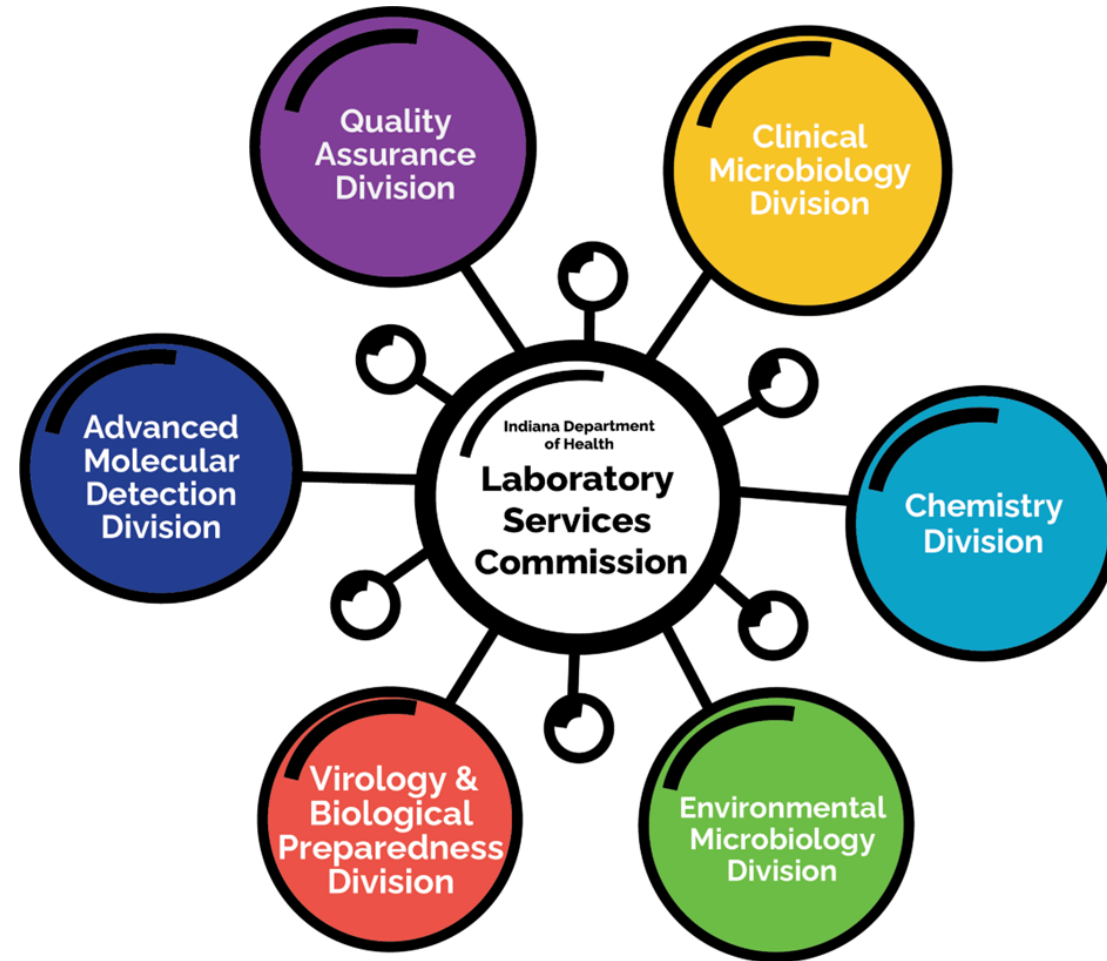 Quality
Assurance
Division
Clinical
Microbiology
Division
Advanced
Molecular
Detection
Division
Indiana Department
of Health
Laboratory
Services
Commission
Chemistry
Division
Virology &
Biological
Preparedness
Division
Environmental
Microbiology
Division